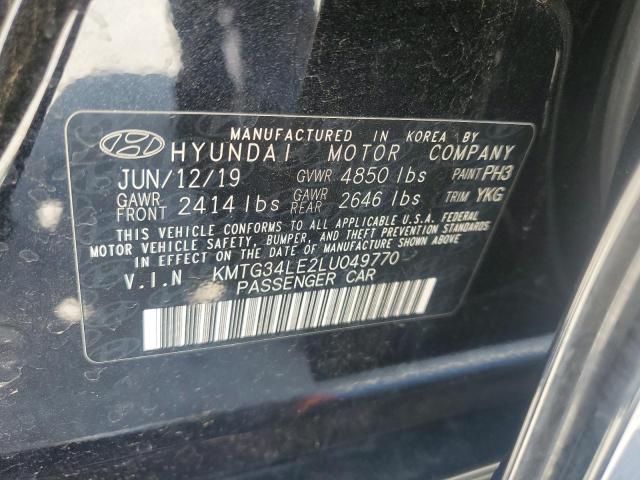 MANUFACTURED IN KOREA BY
HYUNDAI MOTOR COMPANY
JUN/12/19 GVWR 4850 lbs PAINT PH3
GAWR FRONT 2414 lbs GAWR REAR 2646 lbs TRIM YKG
THIS VEHICLE CONFORMS TO ALL APPLICABLE U.S.A. FEDERAL
MOTOR VEHICLE SAFETY, BUMPER, AND THEFT PREVENTION STANDARDS
IN EFFECT ON THE DATE OF MANUFACTURE SHOWN ABOVE.
V.I.N KMTG34LE2LU049770
PASSENGER CAR